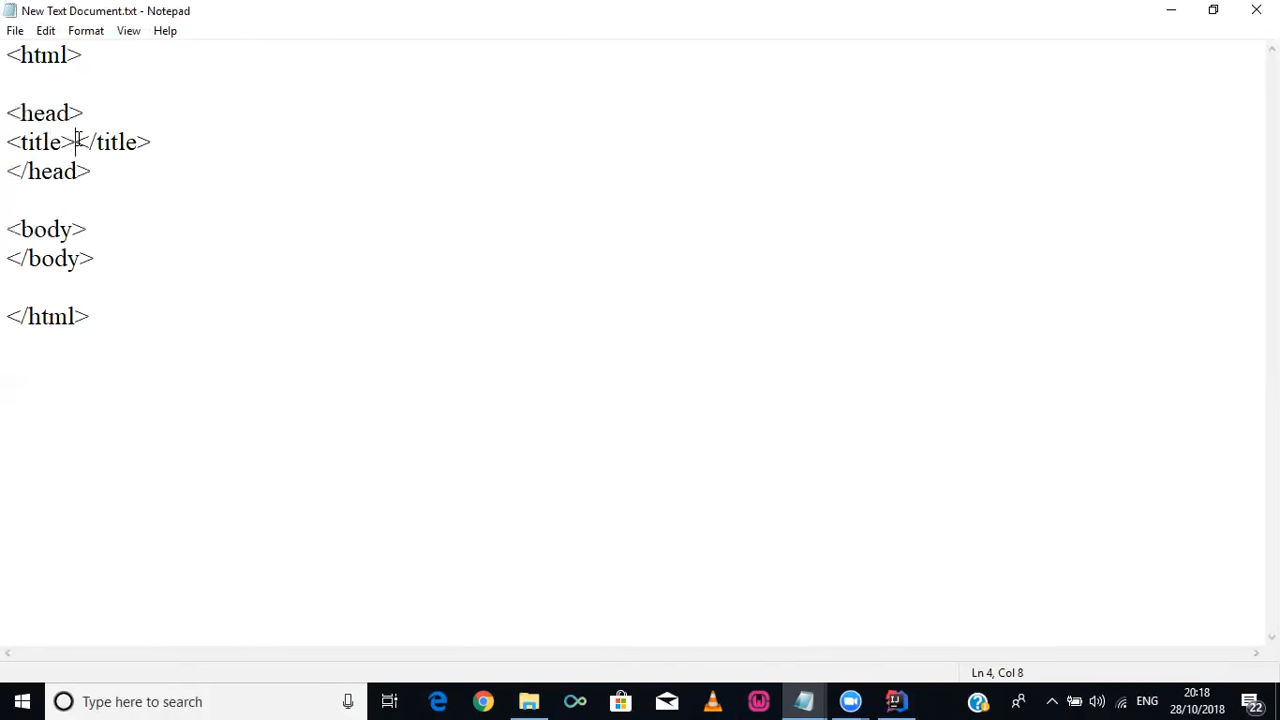 New Text Document.txt - Notepad
File Edit Format View Help
<html>
<head>
<title></title>
</head>
<body>
</body>
</html>
Ln 4, Col 8
Type here to search
ENG
20:18
28/10/2018
22